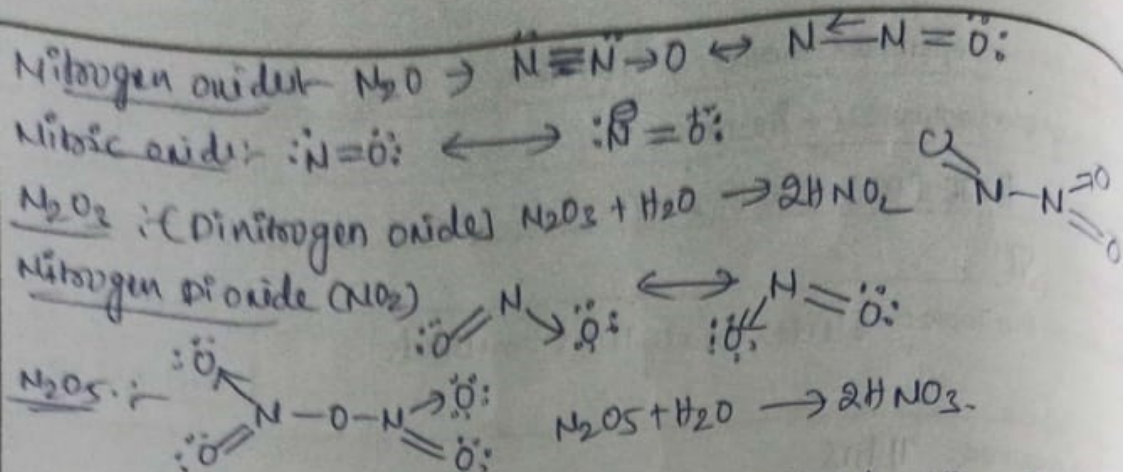 Nitrogen oxide:- N2O → N̈≡N̈→O ↔ N⇐N=Ö:
Nitric oxide:- :Ṅ=Ö: ⟷ :N=Ö:
N2O3 :- (Dinitrogen oxide) N2O3 + H2O → 2HNO2 O=N-N=O =O
Nitrogen Dioxide (NO2) :Ö=N→Ö: ⟷ :Ö←N=Ö:
N2O5 :- :Ö←N-O-N→Ö: :Ö= =Ö: N2O5+H2O → 2HNO3.